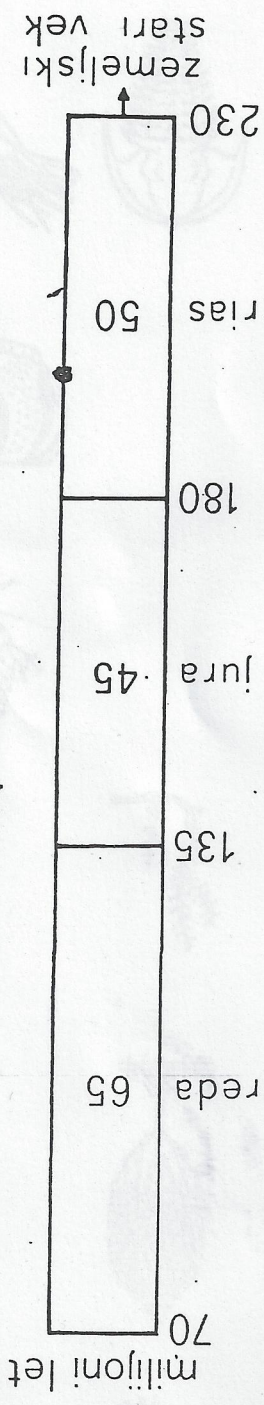 milijoni let
70
reda 65
135
jura 45
180
rias 50
230
zemeljski
stari vek